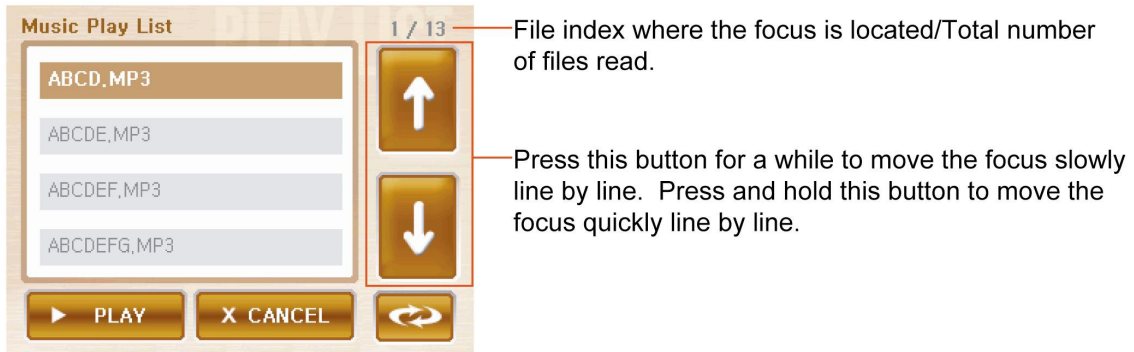 PLAY LIST
Music Play List
1 / 13
File index where the focus is located/Total number
of files read.
ABCD.MP3
ABCDE.MP3
ABCDEF.MP3
ABCDEFG.MP3
Press this button for a while to move the focus slowly
line by line.  Press and hold this button to move the
focus quickly line by line.
PLAY
X CANCEL